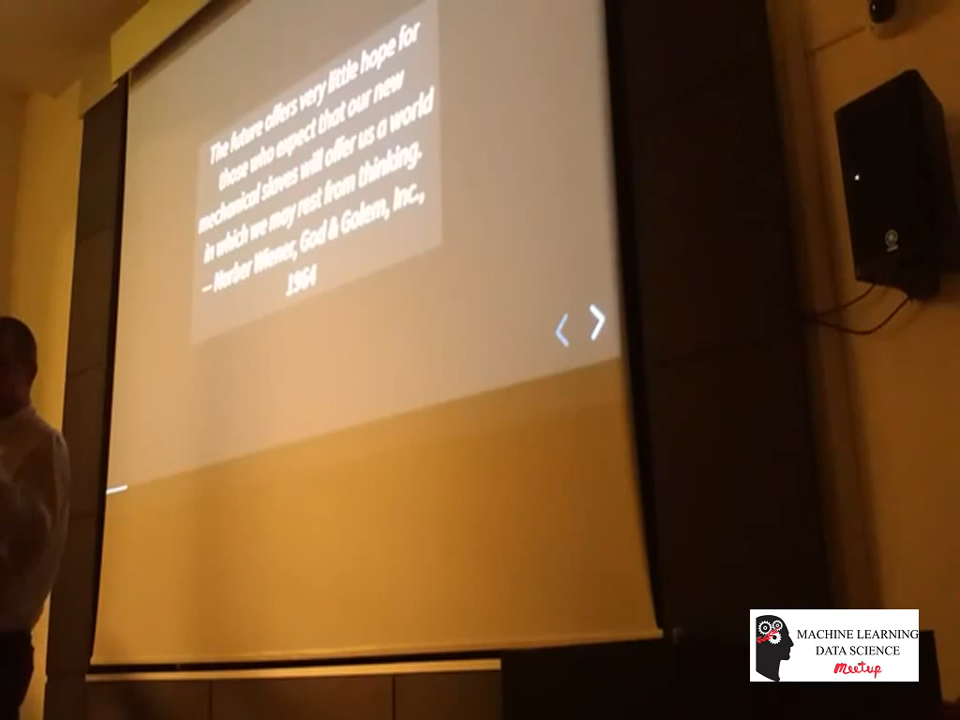 The future offers very little hope for
those who expect that our new
mechanical slaves will offer us a world
in which we may rest from thinking.
— Norber Wiener, God & Golem, Inc.,
1964
MACHINE LEARNING
DATA SCIENCE
Meetup